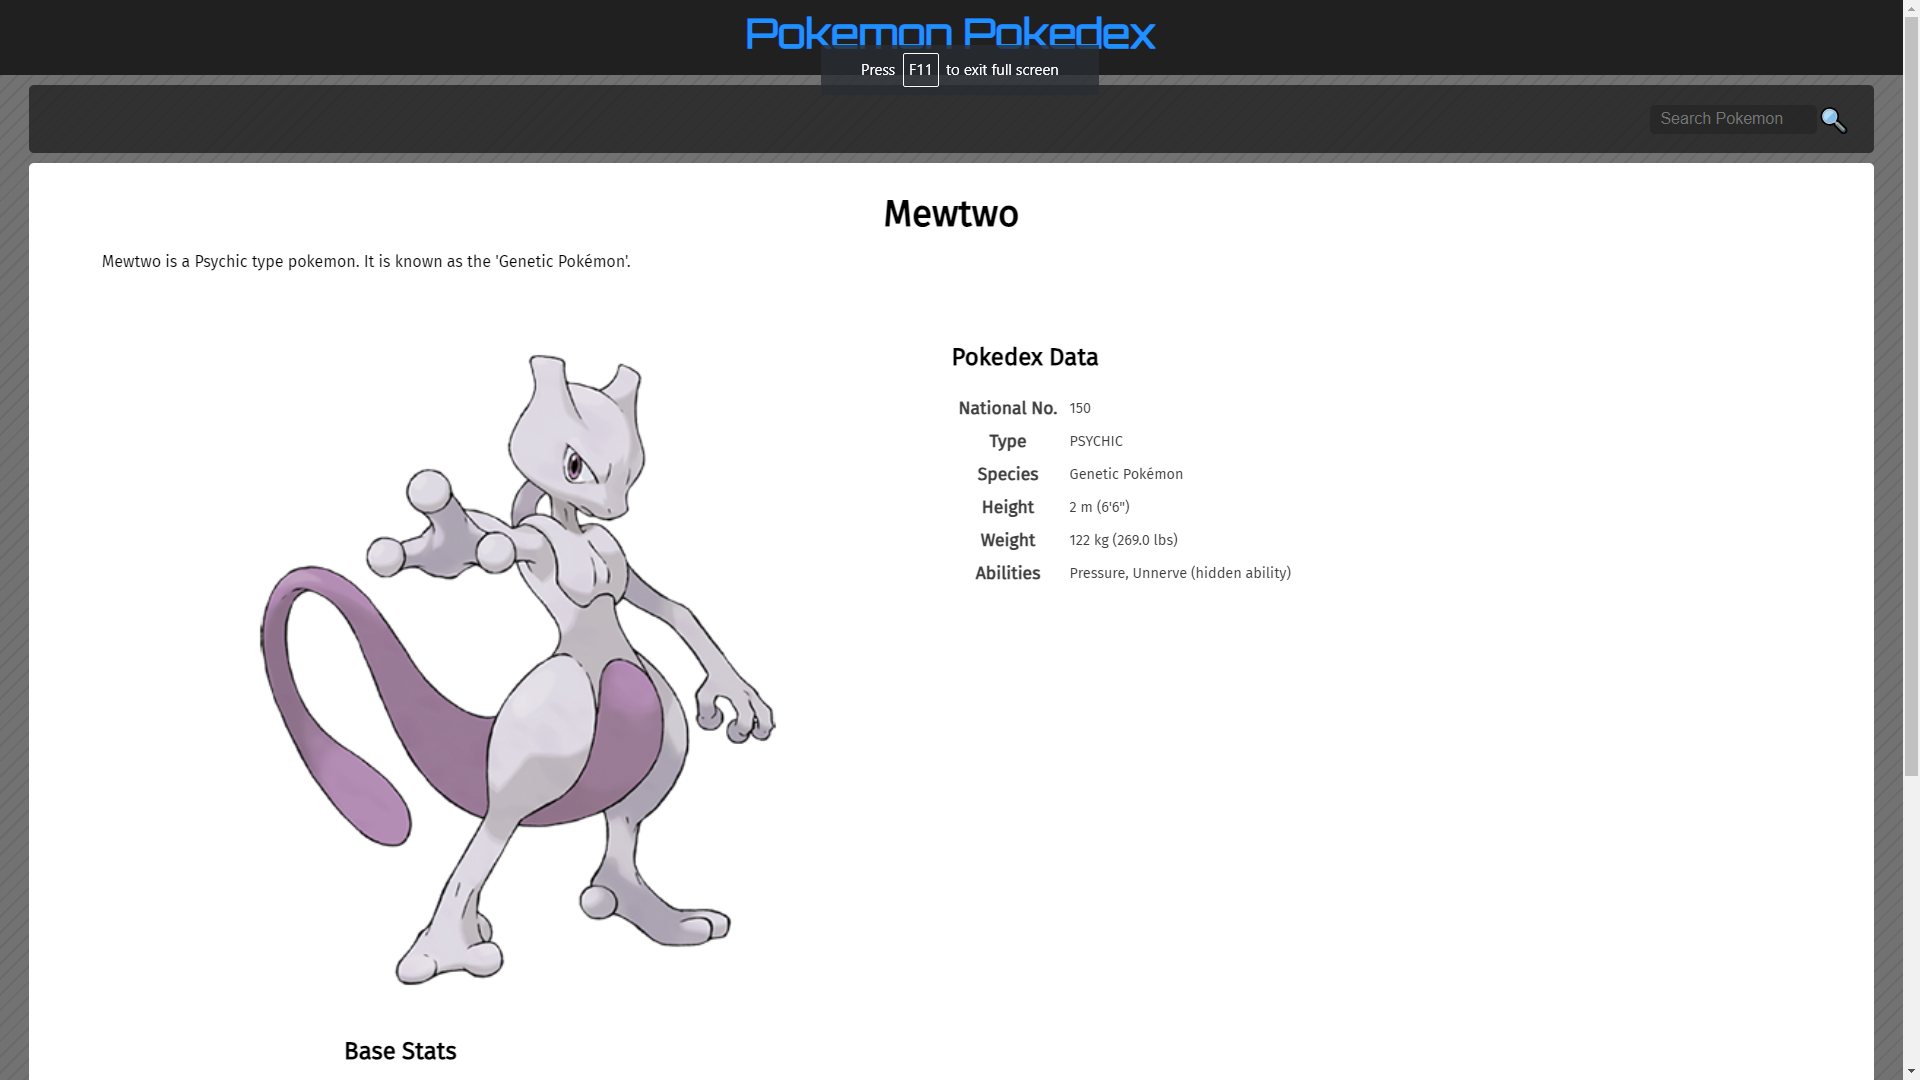 Pokemon Pokedex
Press F11 to exit full screen
Search Pokemon
Mewtwo
Mewtwo is a Psychic type pokemon. It is known as the 'Genetic Pokémon'.
Pokedex Data
National No. 150
Type PSYCHIC
Species Genetic Pokémon
Height 2 m (6'6")
Weight 122 kg (269.0 lbs)
Abilities Pressure, Unnerve (hidden ability)
Base Stats